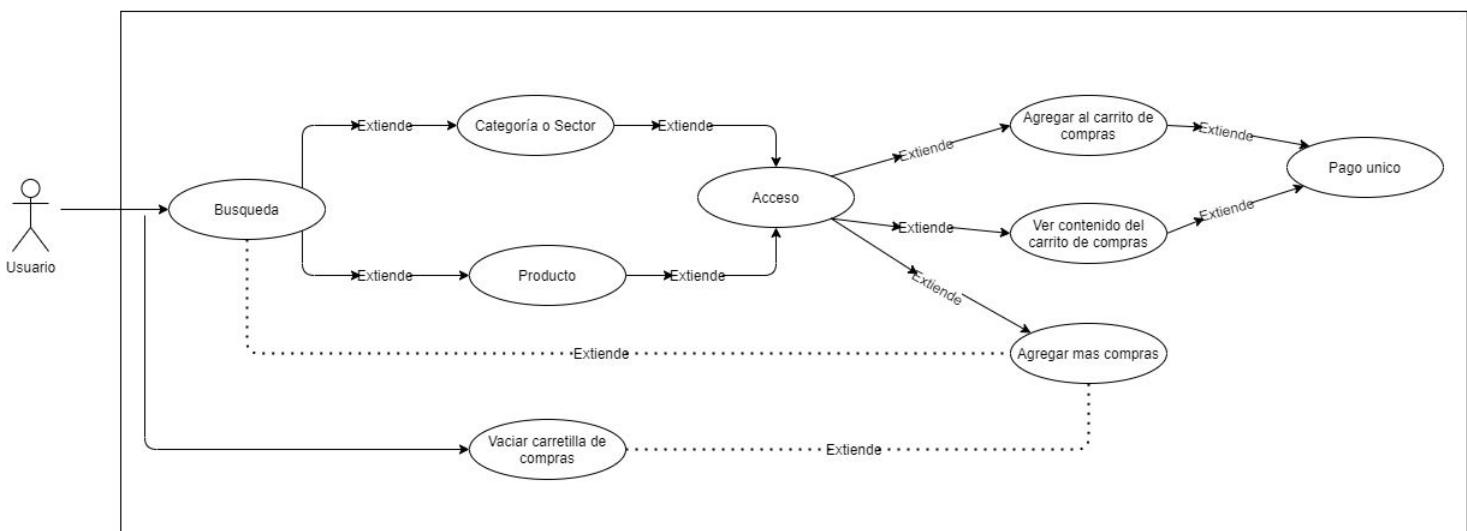 Extiende
Categoría o Sector
Extiende
Agregar al carrito de
compras
Extiende
Extiende
Pago unico
Acceso
Usuario
Busqueda
Extiende
Ver contenido del
carrito de compras
Extiende
Extiende
Producto
Extiende
Extiende
Extiende
Agregar mas compras
Vaciar carretilla de
compras
Extiende